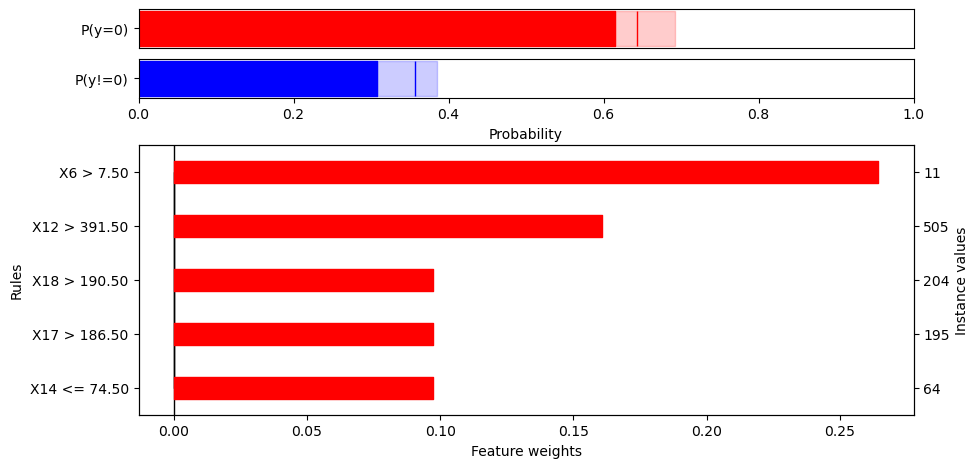 P(y=0)
P(y!=0)
0.0 0.2 0.4 0.6 0.8 1.0
Probability
X6 > 7.50 11
X12 > 391.50 505
X18 > 190.50 204
X17 > 186.50 195
X14 <= 74.50 64
Rules
Instance values
0.00 0.05 0.10 0.15 0.20 0.25
Feature weights